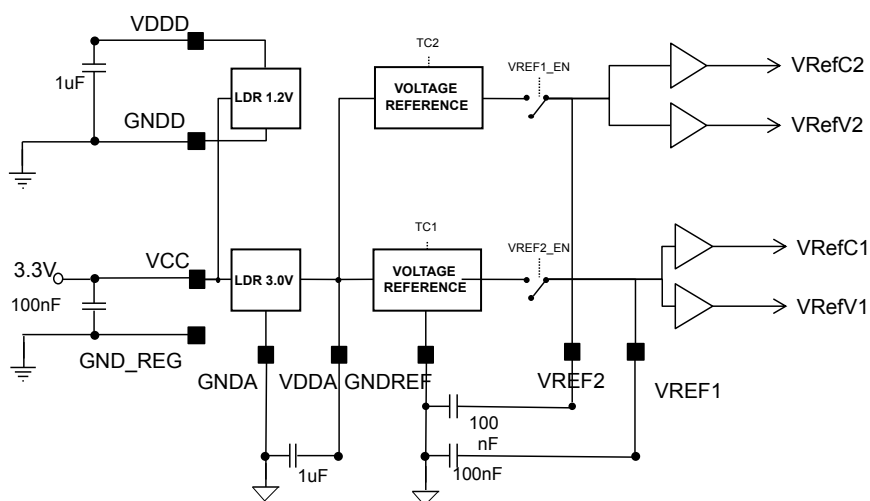 VDDD
TC2
VREF1_EN
VRefC2
1uF
LDR 1.2V
VOLTAGE
REFERENCE
GNDD
VRefV2
TC1
VREF2_EN
VRefC1
3.3V
VCC
LDR 3.0V
VOLTAGE
REFERENCE
100nF
VRefV1
GND_REG
GNDA
VDDA
GNDREF
VREF2
VREF1
100
nF
1uF
100nF